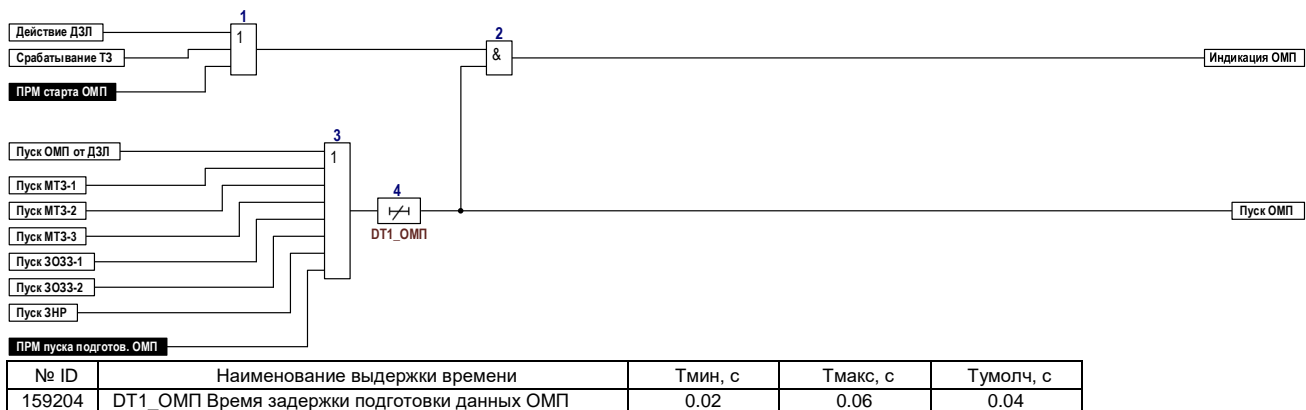 1
Действие ДЗЛ
1
2
Срабатывание ТЗ
&
Индикация ОМП
ПРМ старта ОМП
3
Пуск ОМП от ДЗЛ
1
Пуск МТЗ-1
4
Пуск МТЗ-2
Пуск ОМП
Пуск МТЗ-3
DT1_ОМП
Пуск ЗОЗЗ-1
Пуск ЗОЗЗ-2
Пуск ЗНР
ПРМ пуска подготов. ОМП
№ ID Наименование выдержки времени Тмин, с Тмакс, с Тумолч, с
159204 DT1_ОМП Время задержки подготовки данных ОМП 0.02 0.06 0.04